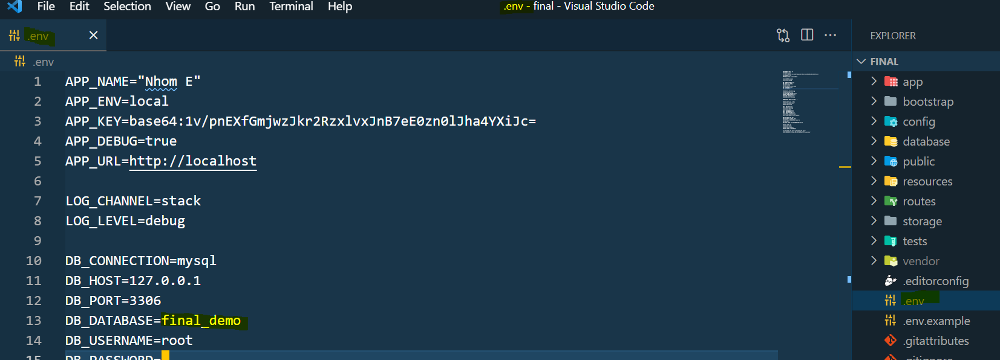 File Edit Selection View Go Run Terminal Help
.env - final - Visual Studio Code
.env
.env
1 APP_NAME="Nhom E"
2 APP_ENV=local
3 APP_KEY=base64:1v/pnEXfGmjwzJkr2RzxlvxJnB7eE0zn0lJha4YXiJc=
4 APP_DEBUG=true
5 APP_URL=http://localhost
6
7 LOG_CHANNEL=stack
8 LOG_LEVEL=debug
9
10 DB_CONNECTION=mysql
11 DB_HOST=127.0.0.1
12 DB_PORT=3306
13 DB_DATABASE=final_demo
14 DB_USERNAME=root
15 DB_PASSWORD=
EXPLORER
FINAL
app
bootstrap
config
database
public
resources
routes
storage
tests
vendor
.editorconfig
.env
.env.example
.gitattributes
.gitignore